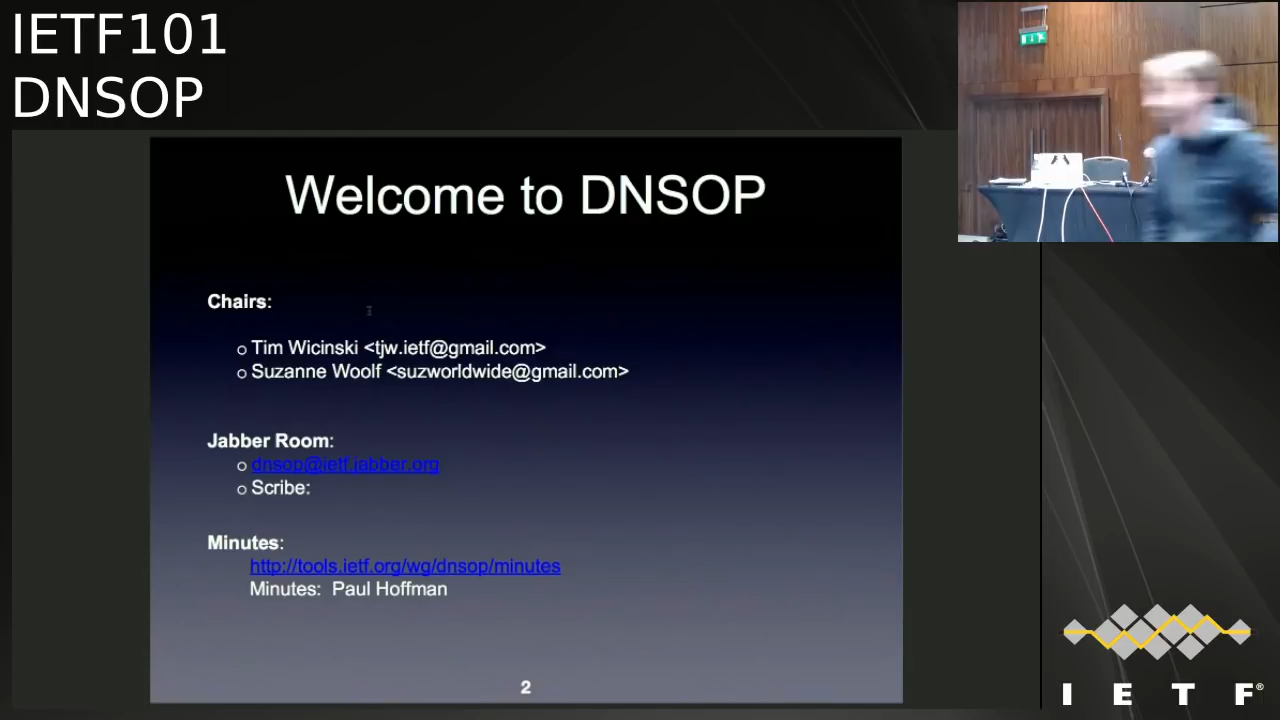 IETF101
DNSOP
Welcome to DNSOP
Chairs:
Tim Wicinski <tjw.ietf@gmail.com>
Suzanne Woolf <suzworldwide@gmail.com>
Jabber Room:
dnsop@ietf.jabber.org
Scribe:
Minutes:
http://tools.ietf.org/wg/dnsop/minutes
Minutes: Paul Hoffman
2
I E T F®